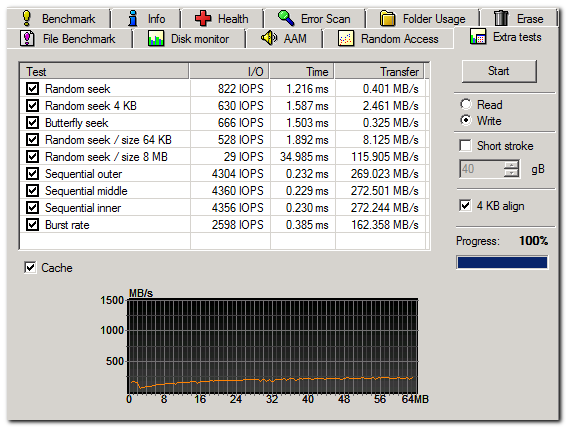 Benchmark Info Health Error Scan Folder Usage Erase
File Benchmark Disk monitor AAM Random Access Extra tests
Test I/O Time Transfer
Random seek 822 IOPS 1.216 ms 0.401 MB/s
Random seek 4 KB 630 IOPS 1.587 ms 2.461 MB/s
Butterfly seek 666 IOPS 1.503 ms 0.325 MB/s
Random seek / size 64 KB 528 IOPS 1.892 ms 8.125 MB/s
Random seek / size 8 MB 29 IOPS 34.985 ms 115.905 MB/s
Sequential outer 4304 IOPS 0.232 ms 269.023 MB/s
Sequential middle 4360 IOPS 0.229 ms 272.501 MB/s
Sequential inner 4356 IOPS 0.230 ms 272.244 MB/s
Burst rate 2598 IOPS 0.385 ms 162.358 MB/s
Start
Read
Write
Short stroke
40 gB
4 KB align
Progress: 100%
Cache
MB/s
1500
1000
500
0 8 16 24 32 40 48 56 64MB